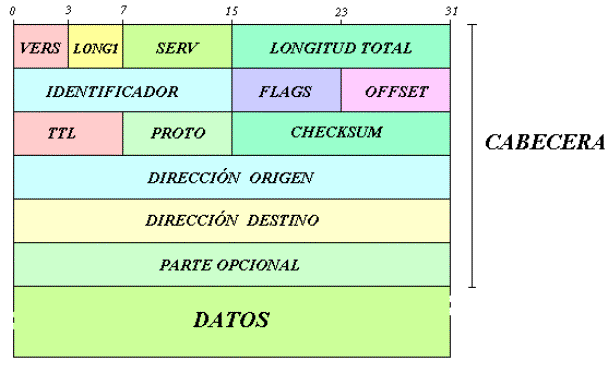 0 3 7 15 23 31
VERS LONG1 SERV LONGITUD TOTAL
IDENTIFICADOR FLAGS OFFSET
TTL PROTO CHECKSUM
CABECERA
DIRECCIÓN ORIGEN
DIRECCIÓN DESTINO
PARTE OPCIONAL
DATOS